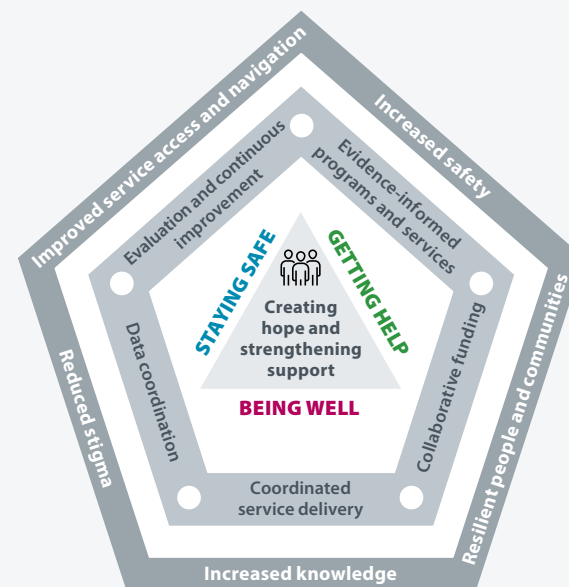 Improved service access and navigation
Increased safety
Resilient people and communities
Increased knowledge
Reduced stigma
Evaluation and continuous
improvement
Evidence-informed
programs and services
Collaborative funding
Coordinated
service delivery
Data coordination
STAYING SAFE
GETTING HELP
BEING WELL
Creating
hope and
strengthening
support